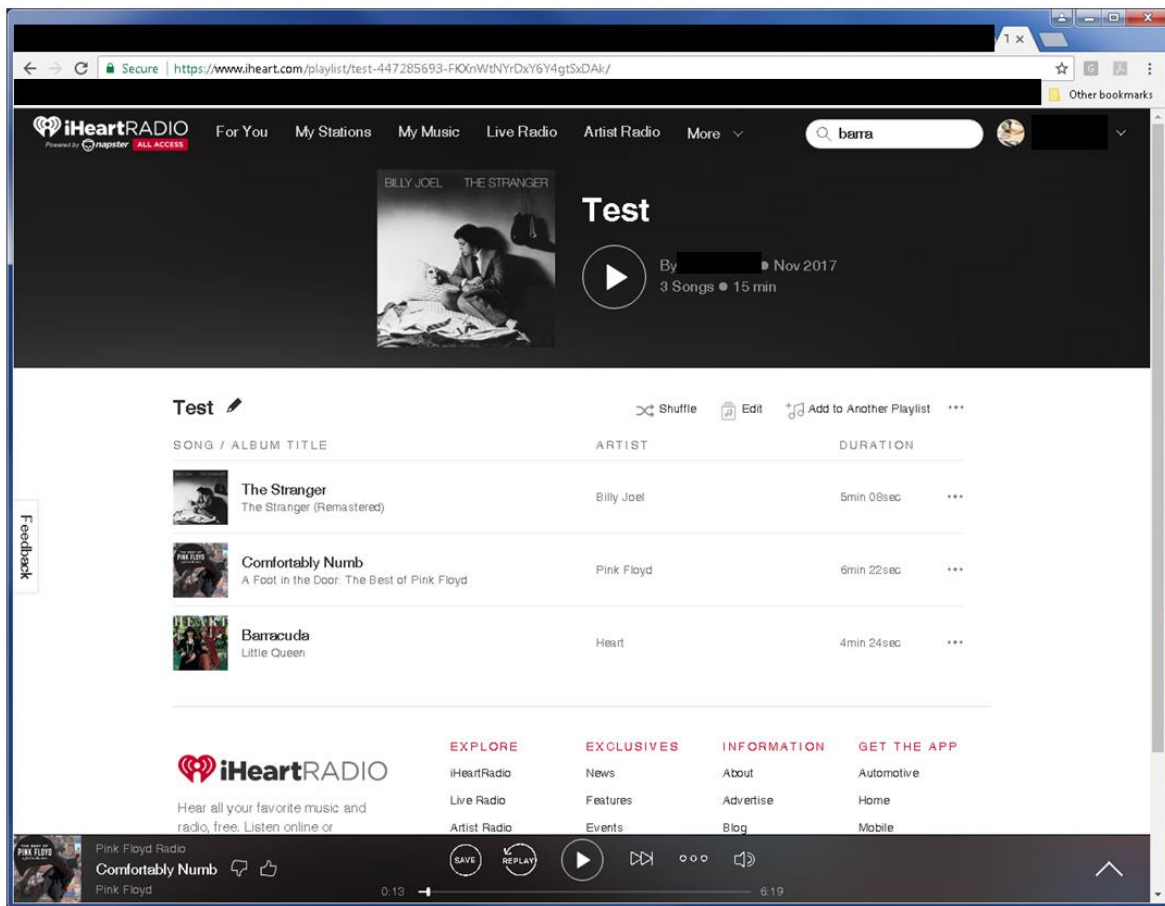 1
Secure https://www.iheart.com/playlist/test-447285693-FKXnWtNYrDxY6Y4gtSxDAk/
Other bookmarks
iHeartRADIO For You My Stations My Music Live Radio Artist Radio More barra
Powered by napster ALL ACCESS
BILLY JOEL THE STRANGER
Test
By Nov 2017
3 Songs 15 min
Test Shuffle Edit Add to Another Playlist
SONG / ALBUM TITLE ARTIST DURATION
The Stranger Billy Joel 5min 08sec
The Stranger (Remastered)
Feedback
Comfortably Numb Pink Floyd 6min 22sec
A Foot in the Door: The Best of Pink Floyd
Barracuda Heart 4min 24sec
Little Queen
iHeartRADIO
Hear all your favorite music and
radio, free. Listen online or
EXPLORE
iHeartRadio
Live Radio
Artist Radio
EXCLUSIVES
News
Features
Events
INFORMATION
About
Advertise
Blog
GET THE APP
Automotive
Home
Mobile
PINK FLOYD
Pink Floyd Radio
Comfortably Numb
Pink Floyd
SAVE REPLAY
0:13 6:19